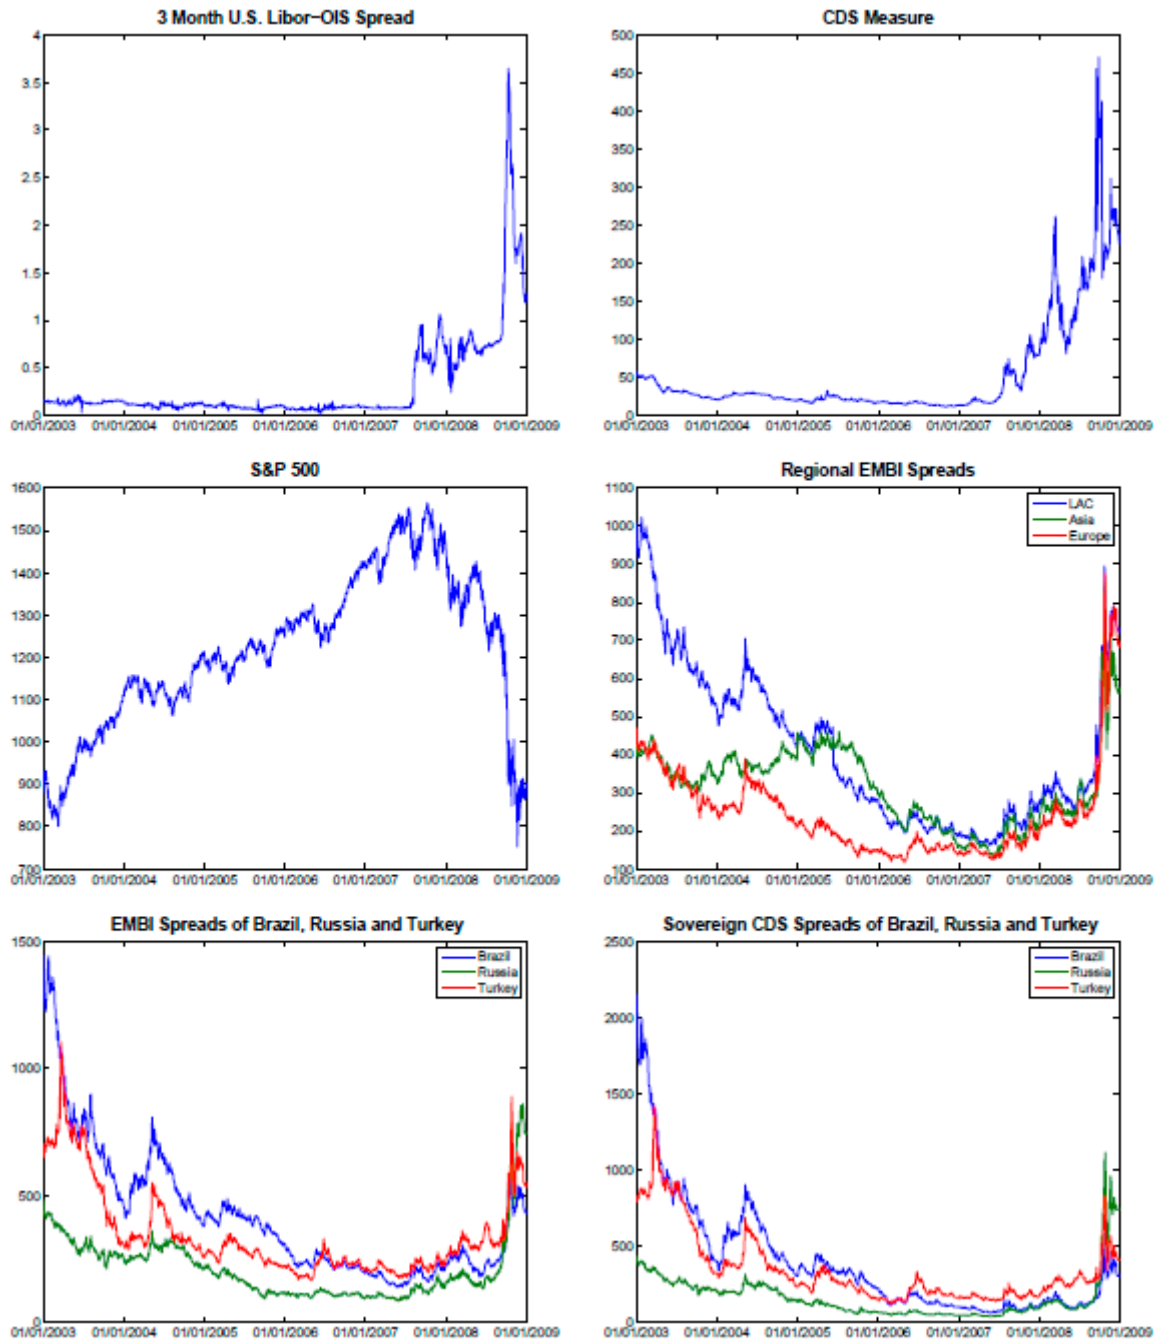 3 Month U.S. Libor-OIS Spread
4
3.5
3
2.5
2
1.5
1
0.5
0
01/01/2003 01/01/2004 01/01/2005 01/01/2006 01/01/2007 01/01/2008 01/01/2009
CDS Measure
500
450
400
350
300
250
200
150
100
50
0
01/01/2003 01/01/2004 01/01/2005 01/01/2006 01/01/2007 01/01/2008 01/01/2009
S&P 500
1600
1500
1400
1300
1200
1100
1000
900
800
700
01/01/2003 01/01/2004 01/01/2005 01/01/2006 01/01/2007 01/01/2008 01/01/2009
Regional EMBI Spreads
1100
1000
900
800
700
600
500
400
300
200
100
LAC
Asia
Europe
01/01/2003 01/01/2004 01/01/2005 01/01/2006 01/01/2007 01/01/2008 01/01/2009
EMBI Spreads of Brazil, Russia and Turkey
1500
1000
500
0
Brazil
Russia
Turkey
01/01/2003 01/01/2004 01/01/2005 01/01/2006 01/01/2007 01/01/2008 01/01/2009
Sovereign CDS Spreads of Brazil, Russia and Turkey
2500
2000
1500
1000
500
0
Brazil
Russia
Turkey
01/01/2003 01/01/2004 01/01/2005 01/01/2006 01/01/2007 01/01/2008 01/01/2009